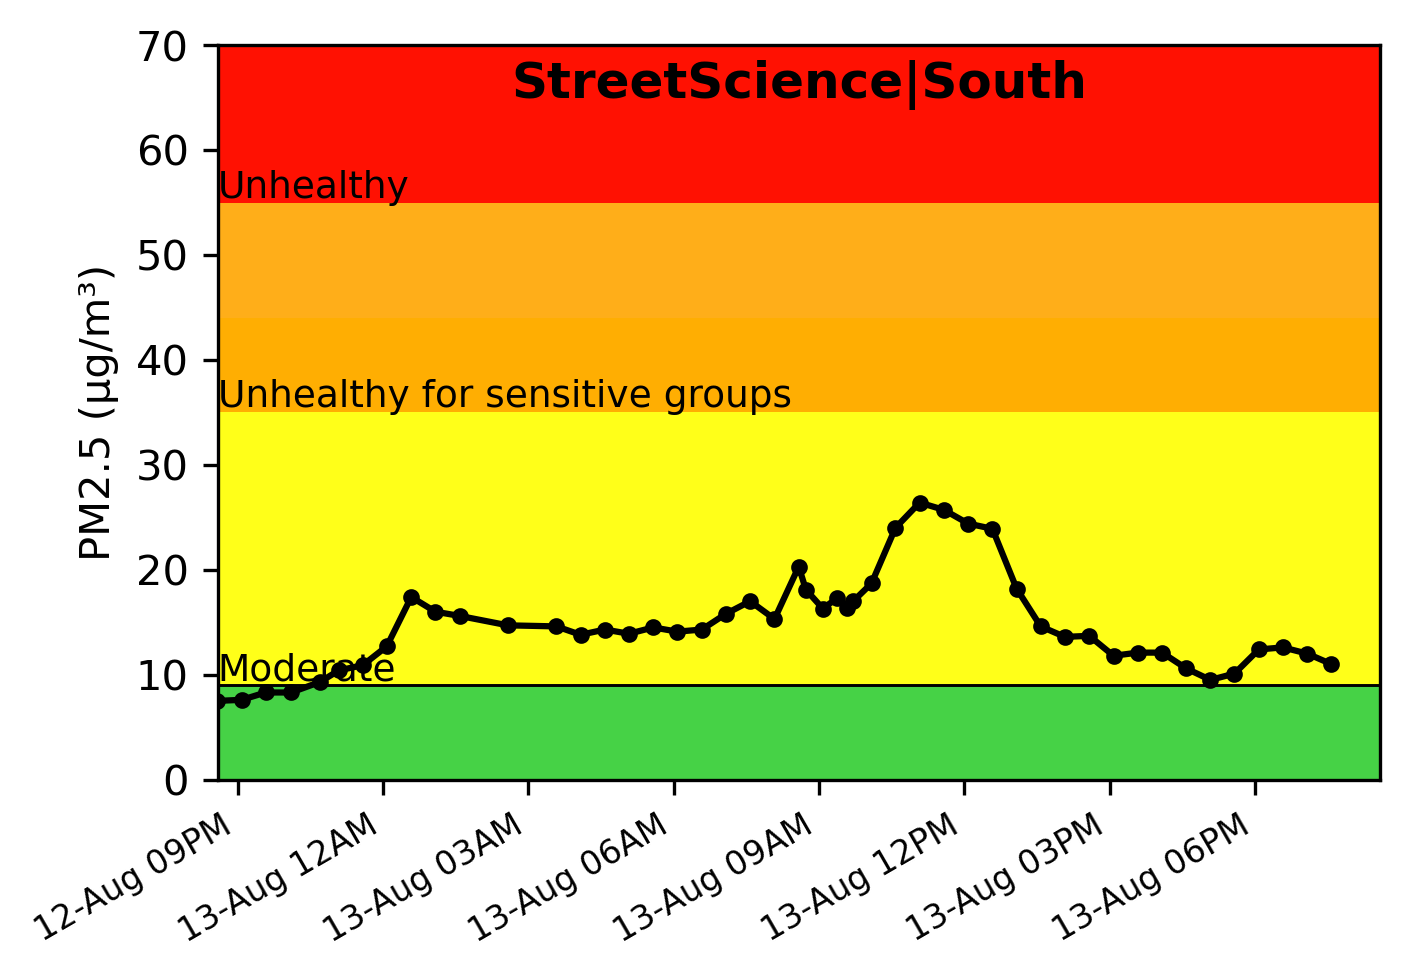 StreetScience|South
PM2.5 (µg/m³)
70
60
50
40
30
20
10
0
Unhealthy
Unhealthy for sensitive groups
Moderate
12-Aug 09PM
13-Aug 12AM
13-Aug 03AM
13-Aug 06AM
13-Aug 09AM
13-Aug 12PM
13-Aug 03PM
13-Aug 06PM